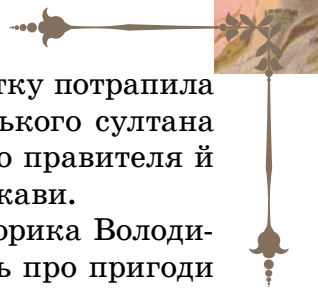 тку потрапила
ького султана
о правителя й
жави.
орика Володи-
ь про пригоди